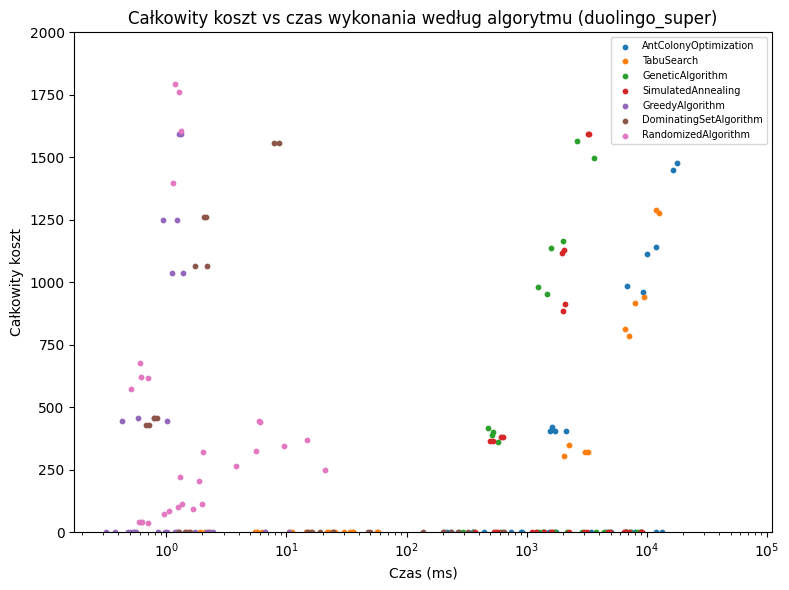 Całkowity koszt vs czas wykonania według algorytmu (duolingo_super)
Całkowity koszt
2000
1750
1500
1250
1000
750
500
250
0
AntColonyOptimization
TabuSearch
GeneticAlgorithm
SimulatedAnnealing
GreedyAlgorithm
DominatingSetAlgorithm
RandomizedAlgorithm
10⁰ 10¹ 10² 10³ 10⁴ 10⁵
Czas (ms)